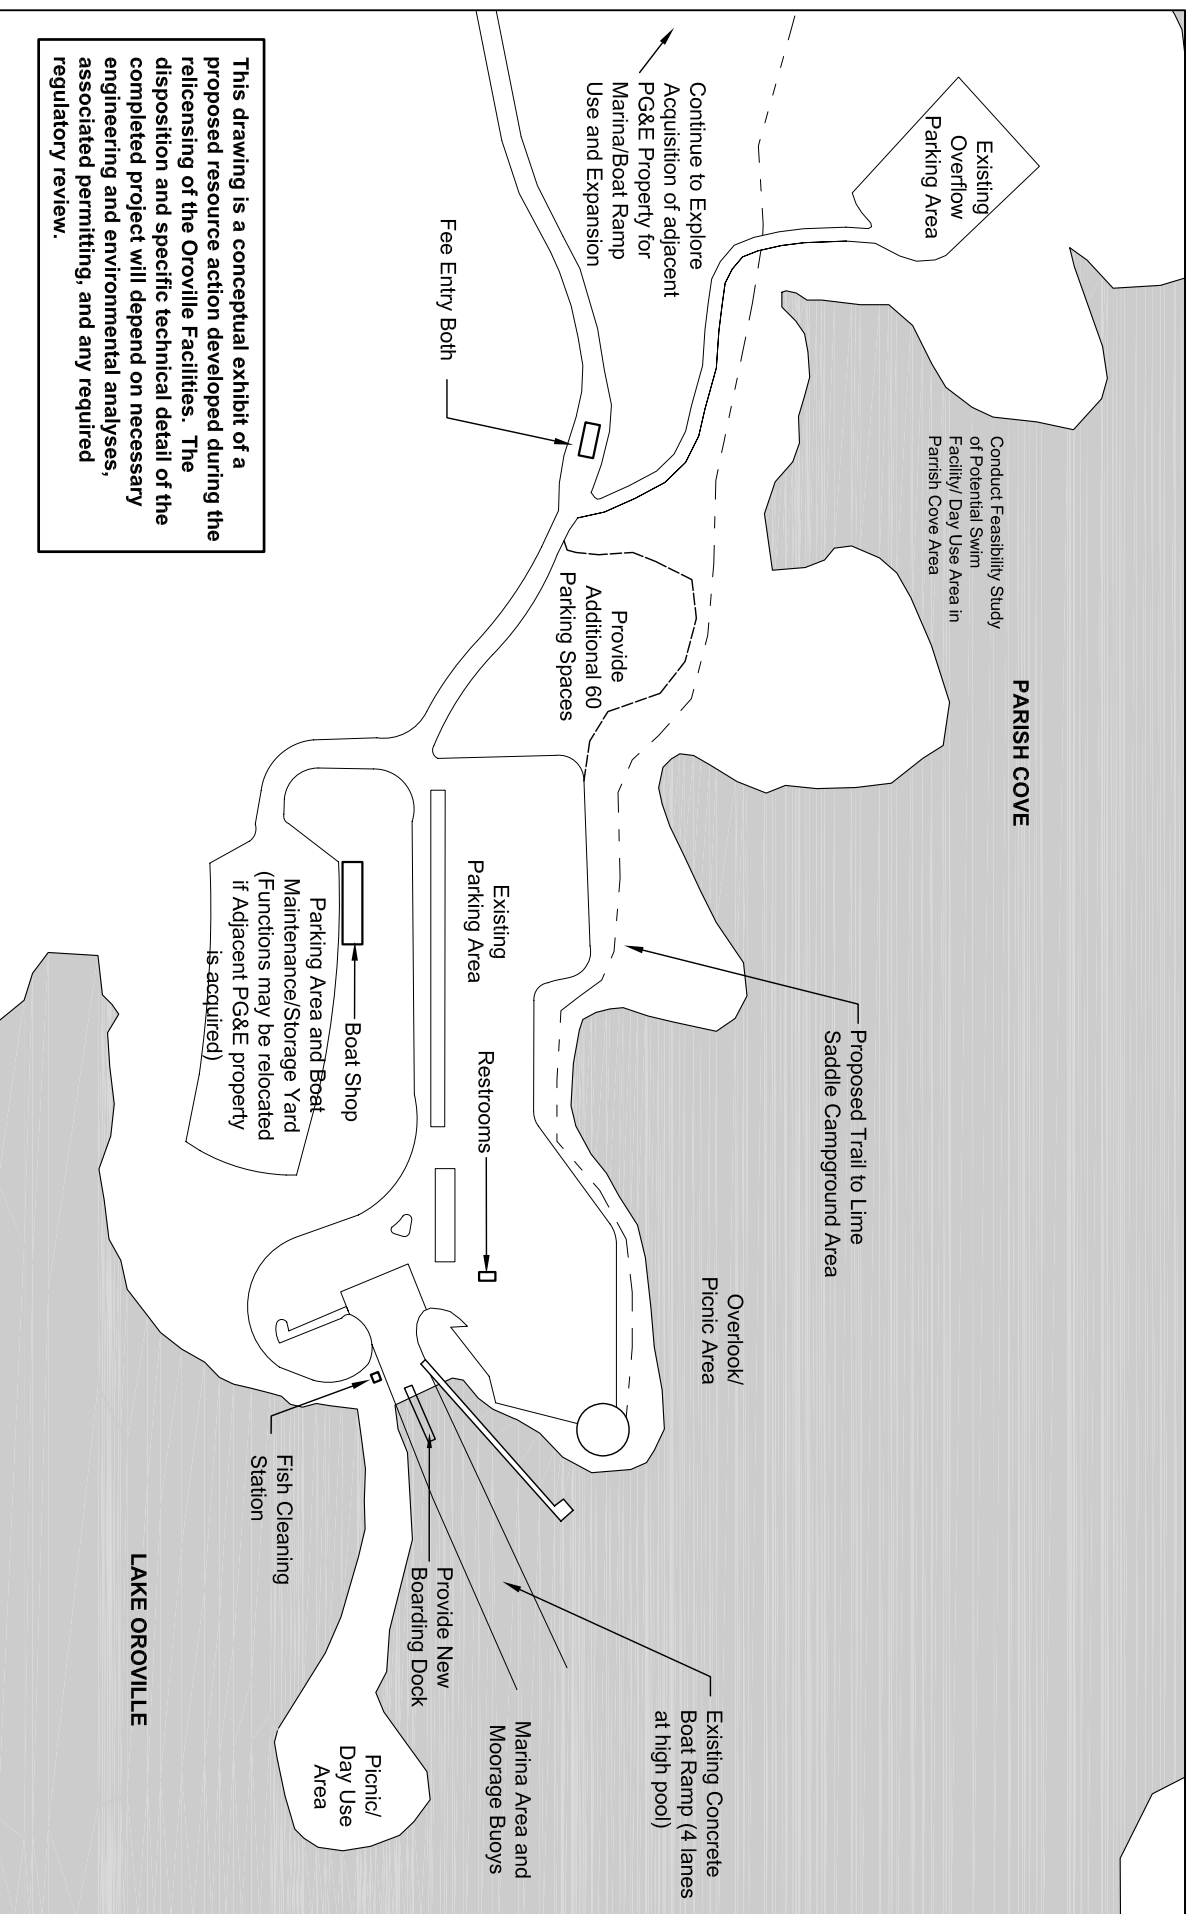 Existing
Overflow
Parking Area
Continue to Explore
Acquisition of adjacent
PG&E Property for
Marina/Boat Ramp
Use and Expansion
Fee Entry Both
This drawing is a conceptual exhibit of a
proposed resource action developed during the
relicensing of the Oroville Facilities. The
disposition and specific technical detail of the
completed project will depend on necessary
engineering and environmental analyses,
associated permitting, and any required
regulatory review.
Conduct Feasibility Study
of Potential Swim
Facility/ Day Use Area in
Parrish Cove Area
PARISH COVE
Provide
Additional 60
Parking Spaces
Existing
Parking Area
Boat Shop
Parking Area and Boat
Maintenance/Storage Yard
(Functions may be relocated
if Adjacent PG&E property
is acquired)
Restrooms
Proposed Trail to Lime
Saddle Campground Area
Overlook/
Picnic Area
Fish Cleaning
Station
Provide New
Boarding Dock
Existing Concrete
Boat Ramp (4 lanes
at high pool)
Marina Area and
Moorage Buoys
Picnic/
Day Use
Area
LAKE OROVILLE